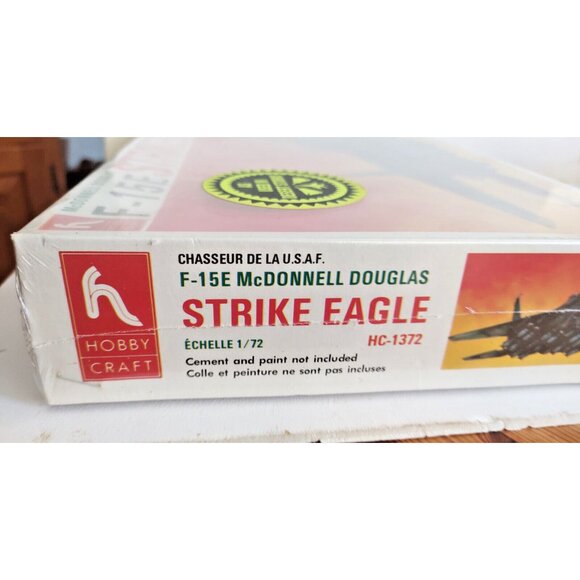 F-15E
HOBBY
CRAFT
CHASSEUR DE LA U.S.A.F.
F-15E McDONNELL DOUGLAS
STRIKE EAGLE
ÉCHELLE 1/72 HC-1372
Cement and paint not included
Colle et peinture ne sont pas incluses